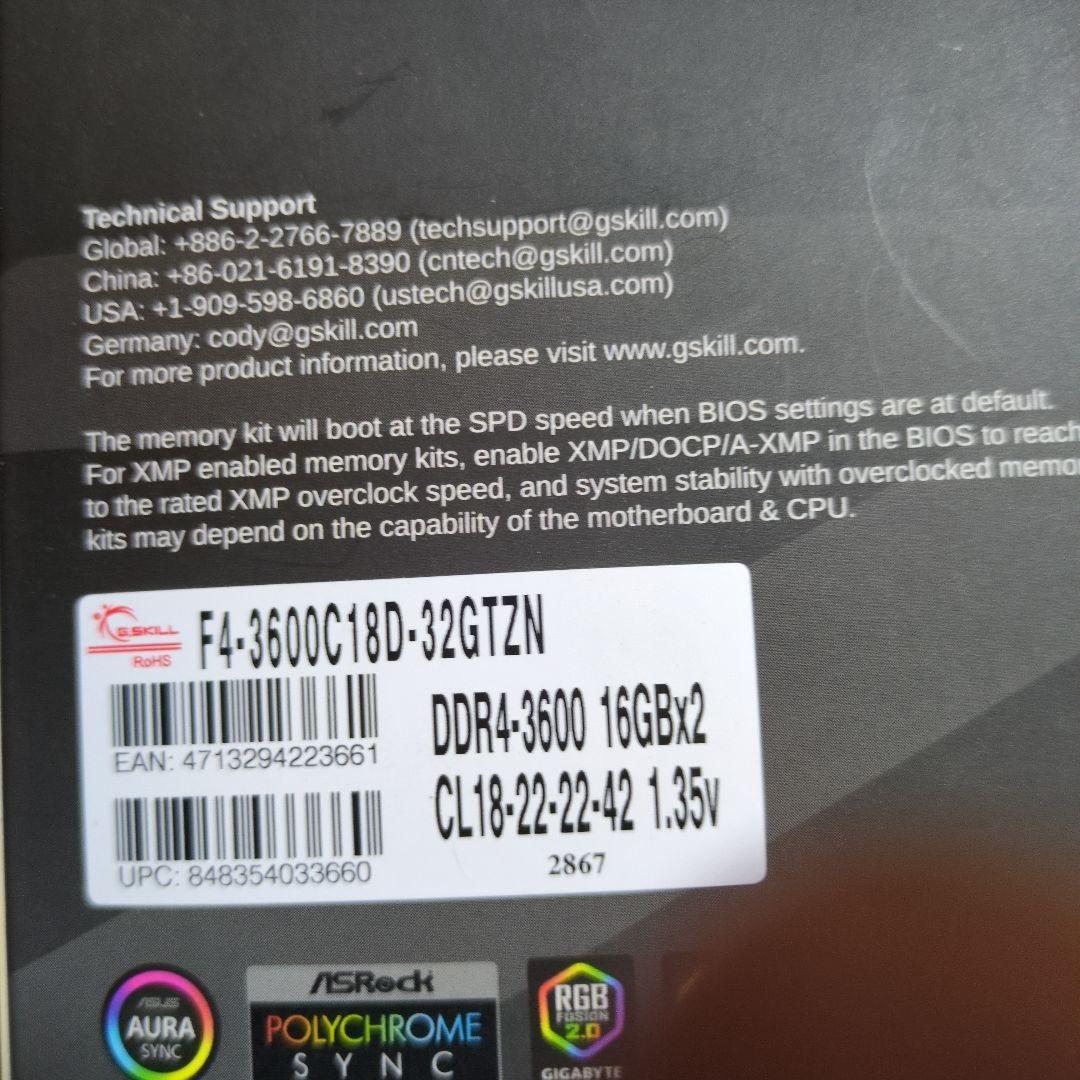 Technical Support
Global: +886-2-2766-7889 (techsupport@gskill.com)
China: +86-021-6191-8390 (cntech@gskill.com)
USA: +1-909-598-6860 (ustech@gskillusa.com)
Germany: cody@gskill.com
For more product information, please visit www.gskill.com.
The memory kit will boot at the SPD speed when BIOS settings are at default.
For XMP enabled memory kits, enable XMP/DOCP/A-XMP in the BIOS to reach
to the rated XMP overclock speed, and system stability with overclocked memo
kits may depend on the capability of the motherboard & CPU.
G.SKILL
RoHS
F4-3600C18D-32GTZN
EAN: 4713294223661
DDR4-3600 16GBx2
CL18-22-22-42 1.35v
UPC: 848354033660
2867
ASUS
AURA
SYNC
ASRock
POLYCHROME
SYNC
RGB
FUSION
2.0
GIGABYTE